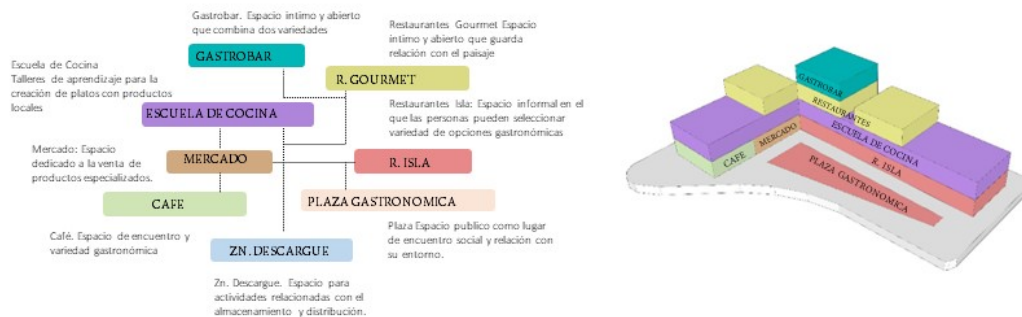 Gastrobar. Espacio intimo y abierto
que combina dos variedades
GASTROBAR
Restaurantes Gourmet Espacio
intimo y abierto que guarda
relación con el paisaje
R. GOURMET
Escuela de Cocina
Talleres de aprendizaje para la
creación de platos con productos
locales
ESCUELA DE COCINA
Restaurantes Isla: Espacio informal en el
que las personas pueden seleccionar
variedad de opciones gastronómicas
Mercado: Espacio
dedicado a la venta de
productos especializados.
MERCADO
R. ISLA
CAFE
PLAZA GASTRONOMICA
Café. Espacio de encuentro y
variedad gastronómica
Plaza Espacio publico como lugar
de encuentro social y relación con
su entorno.
ZN. DESCARGUE
Zn. Descargue. Espacio para
actividades relacionadas con el
almacenamiento y distribución.
GASTROBAR
RESTAURANTES
ESCUELA DE COCINA
CAFE
MERCADO
R. ISLA
PLAZA GASTRONOMICA